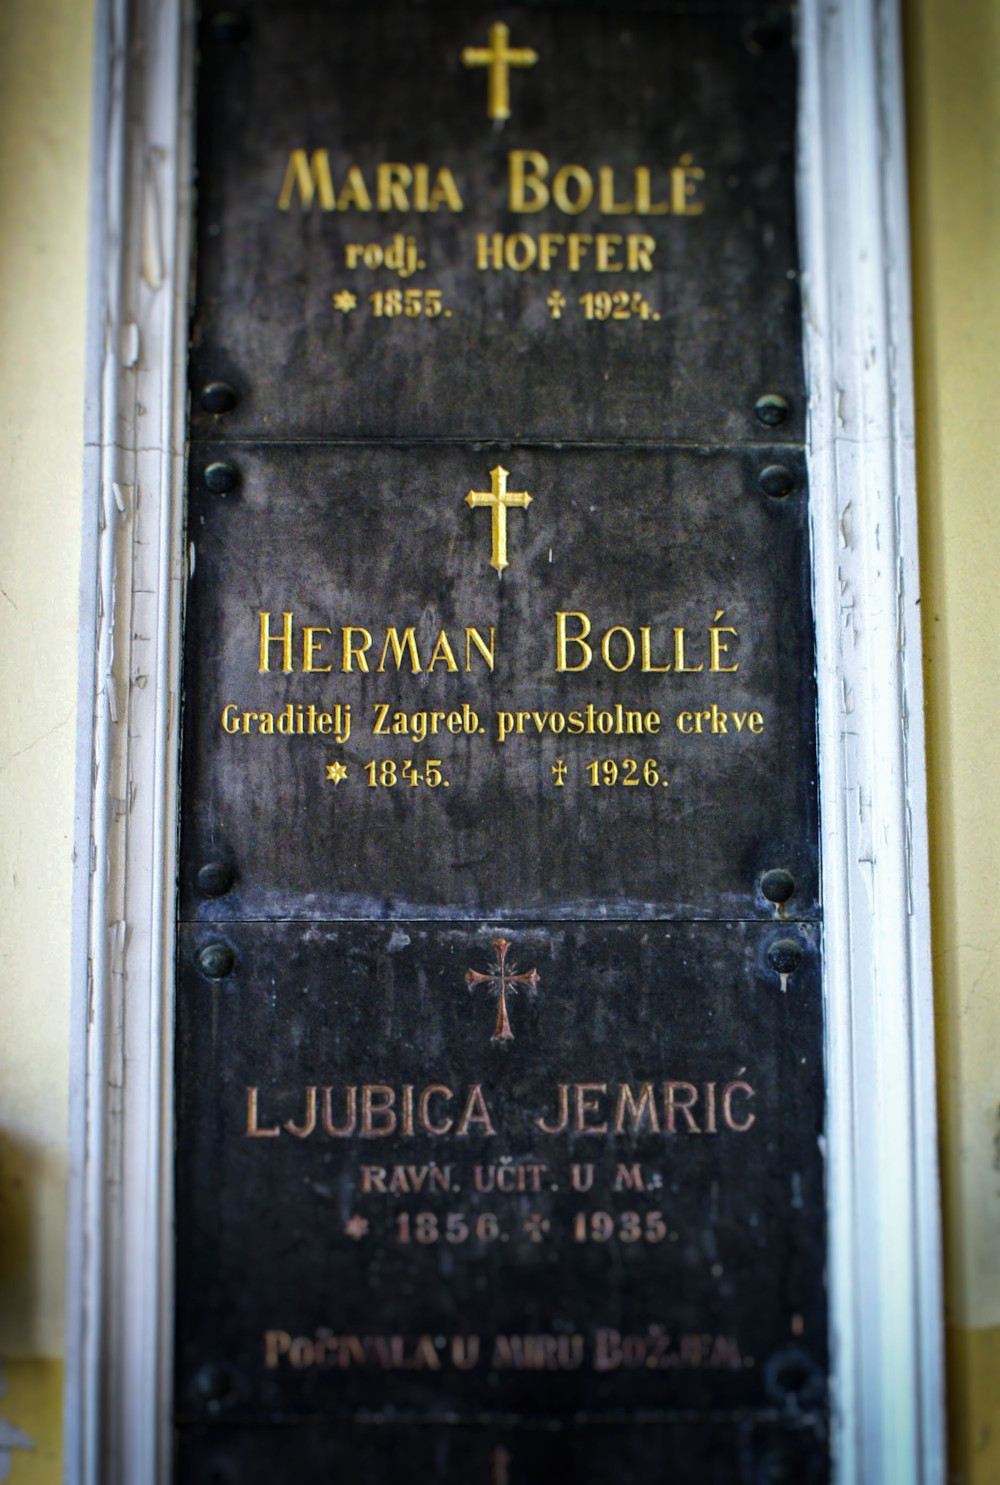 MARIA BOLLÉ
rodj. HOFFER
* 1855. † 1924.
HERMAN BOLLÉ
Graditelj Zagreb. prvostolne crkve
* 1845. † 1926.
LJUBICA JEMRIĆ
RAVN. UČIT. U M.
* 1856. † 1935.
POČIVALA U MIRU BOŽJEM.